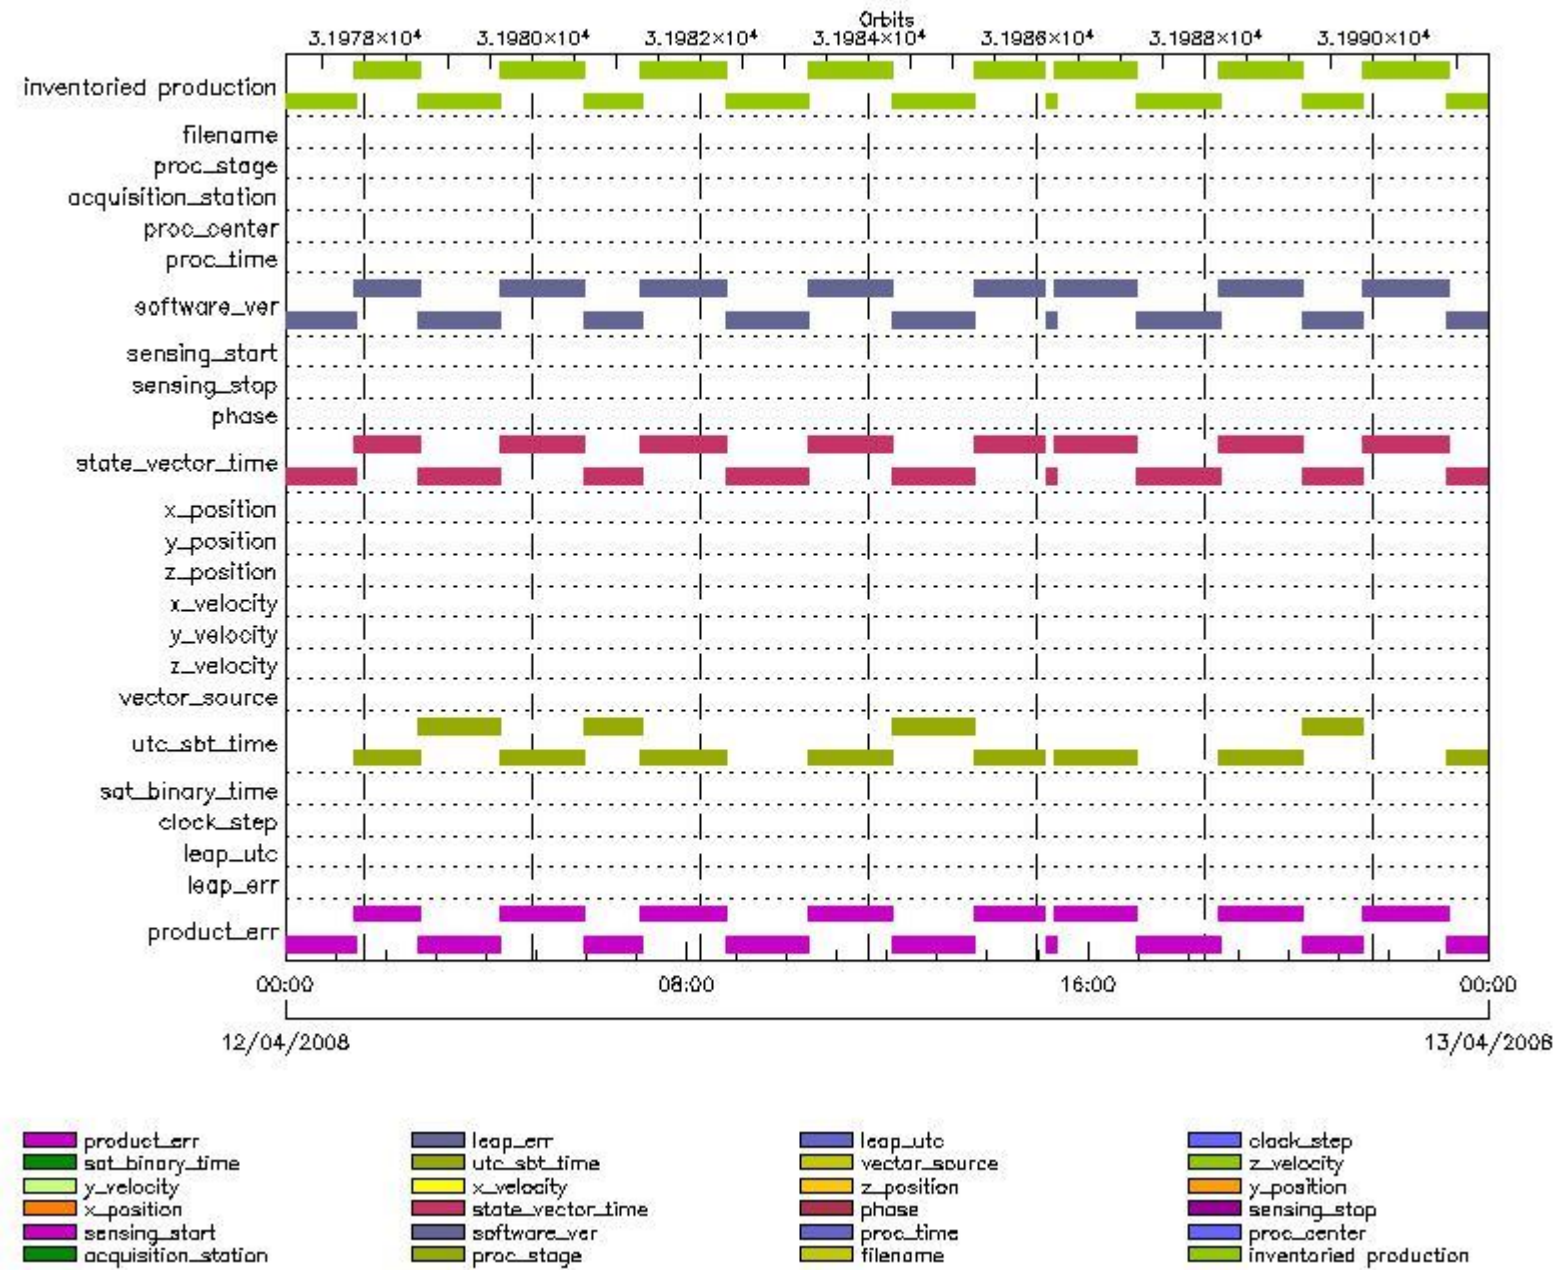 Orbits
3.1978×10⁴ 3.1980×10⁴ 3.1982×10⁴ 3.1984×10⁴ 3.1986×10⁴ 3.1988×10⁴ 3.1990×10⁴
inventoried production
filename
proc_stage
acquisition_station
proc_center
proc_time
software_ver
sensing_start
sensing_stop
phase
state_vector_time
x_position
y_position
z_position
x_velocity
y_velocity
z_velocity
vector_source
utc_sbt_time
sat_binary_time
clock_step
leap_utc
leap_err
product_err
00:00 08:00 16:00 00:00
12/04/2008 13/04/2008
product_err leap_err leap_utc clock_step
sat_binary_time utc_sbt_time vector_source z_velocity
y_velocity x_velocity z_position y_position
x_position state_vector_time phase sensing_stop
sensing_start software_ver proc_time proc_center
acquisition_station proc_stage filename inventoried production